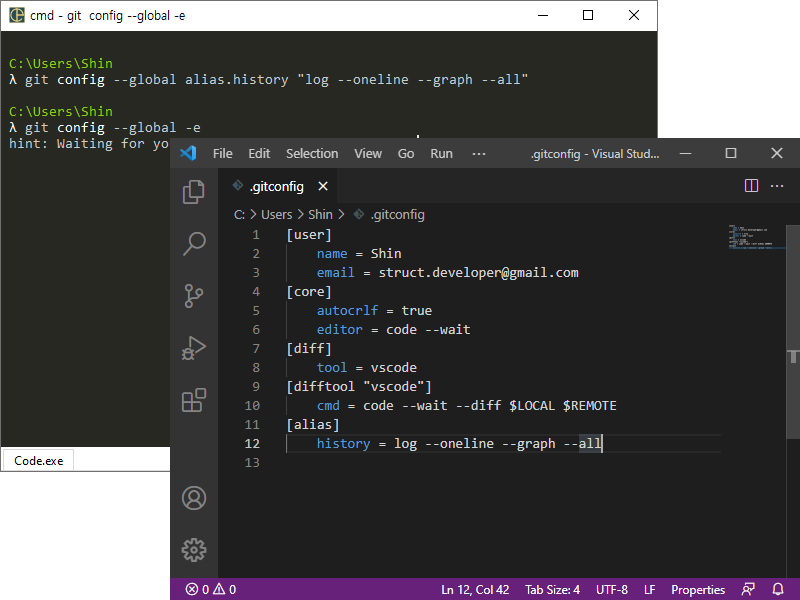 cmd - git  config --global -e
C:\Users\Shin
λ git config --global alias.history "log --oneline --graph --all"
C:\Users\Shin
λ git config --global -e
hint: Waiting for yo
Code.exe
File Edit Selection View Go Run ··· .gitconfig - Visual Stud...
.gitconfig
C: > Users > Shin > .gitconfig
1 [user]
2     name = Shin
3     email = struct.developer@gmail.com
4 [core]
5     autocrlf = true
6     editor = code --wait
7 [diff]
8     tool = vscode
9 [difftool "vscode"]
10     cmd = code --wait --diff $LOCAL $REMOTE
11 [alias]
12     history = log --oneline --graph --all
13
0 0 Ln 12, Col 42 Tab Size: 4 UTF-8 LF Properties